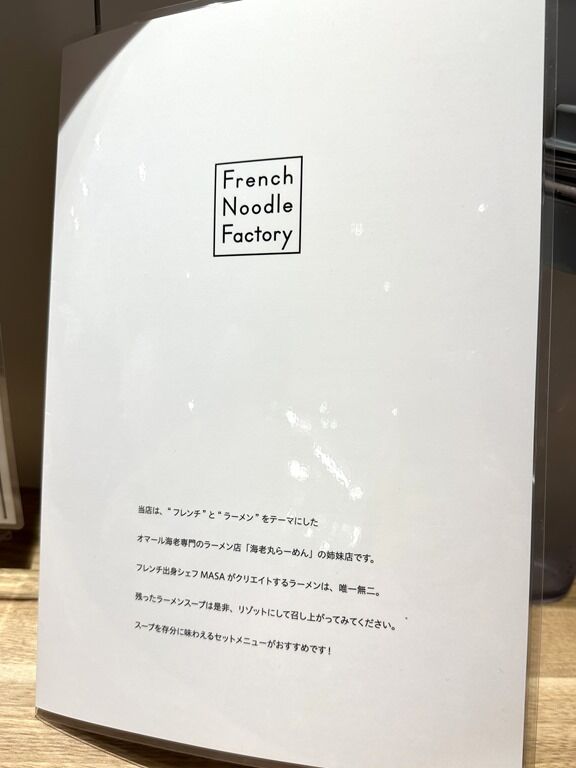 French
Noodle
Factory
当店は、“フレンチ”と“ラーメン”をテーマにした
オマール海老専門のラーメン店「海老丸らーめん」の姉妹店です。
フレンチ出身シェフ MASA がクリエイトするラーメンは、唯一無二。
残ったラーメンスープは是非、リゾットにして召し上がってみてください。
スープを存分に味わえるセットメニューがおすすめです！